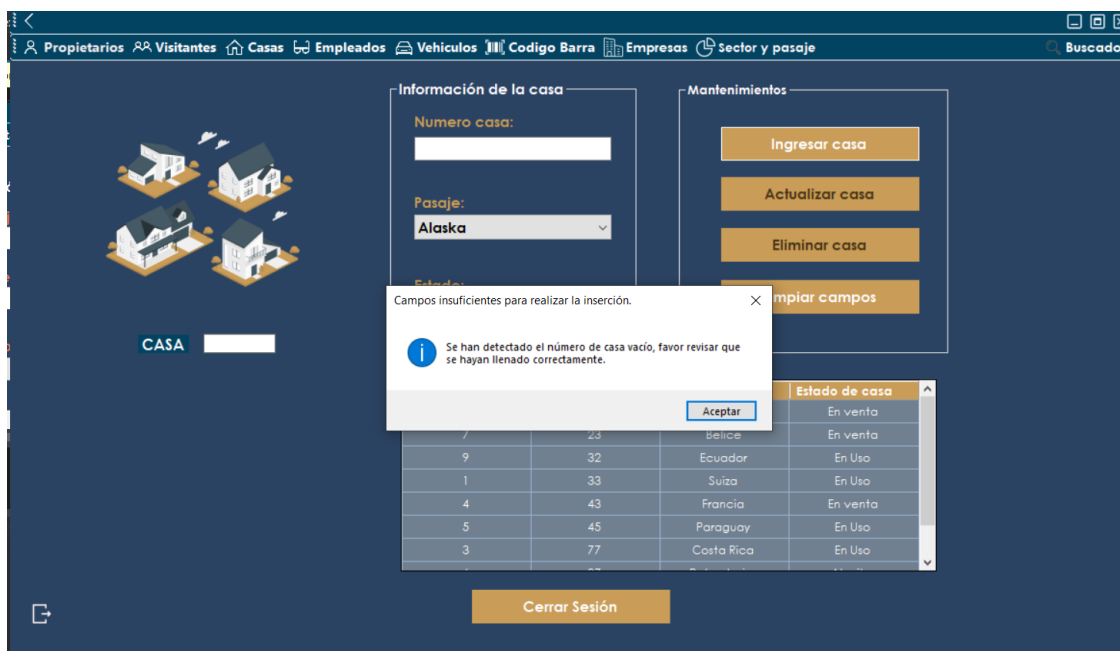 Propietarios Visitantes Casas Empleados Vehiculos Codigo Barra Empresas Sector y pasaje
Información de la casa
Numero casa:
Pasaje:
Alaska
Estado:
Mantenimientos
Ingresar casa
Actualizar casa
Eliminar casa
mpiar campos
CASA
Campos insuficientes para realizar la inserción.
Se han detectado el número de casa vacío, favor revisar que
se hayan llenado correctamente.
Aceptar
Estado de casa
En venta
7 23 Belice En venta
9 32 Ecuador En Uso
1 33 Suiza En Uso
4 43 Francia En venta
5 45 Paraguay En Uso
3 77 Costa Rica En Uso
Cerrar Sesión